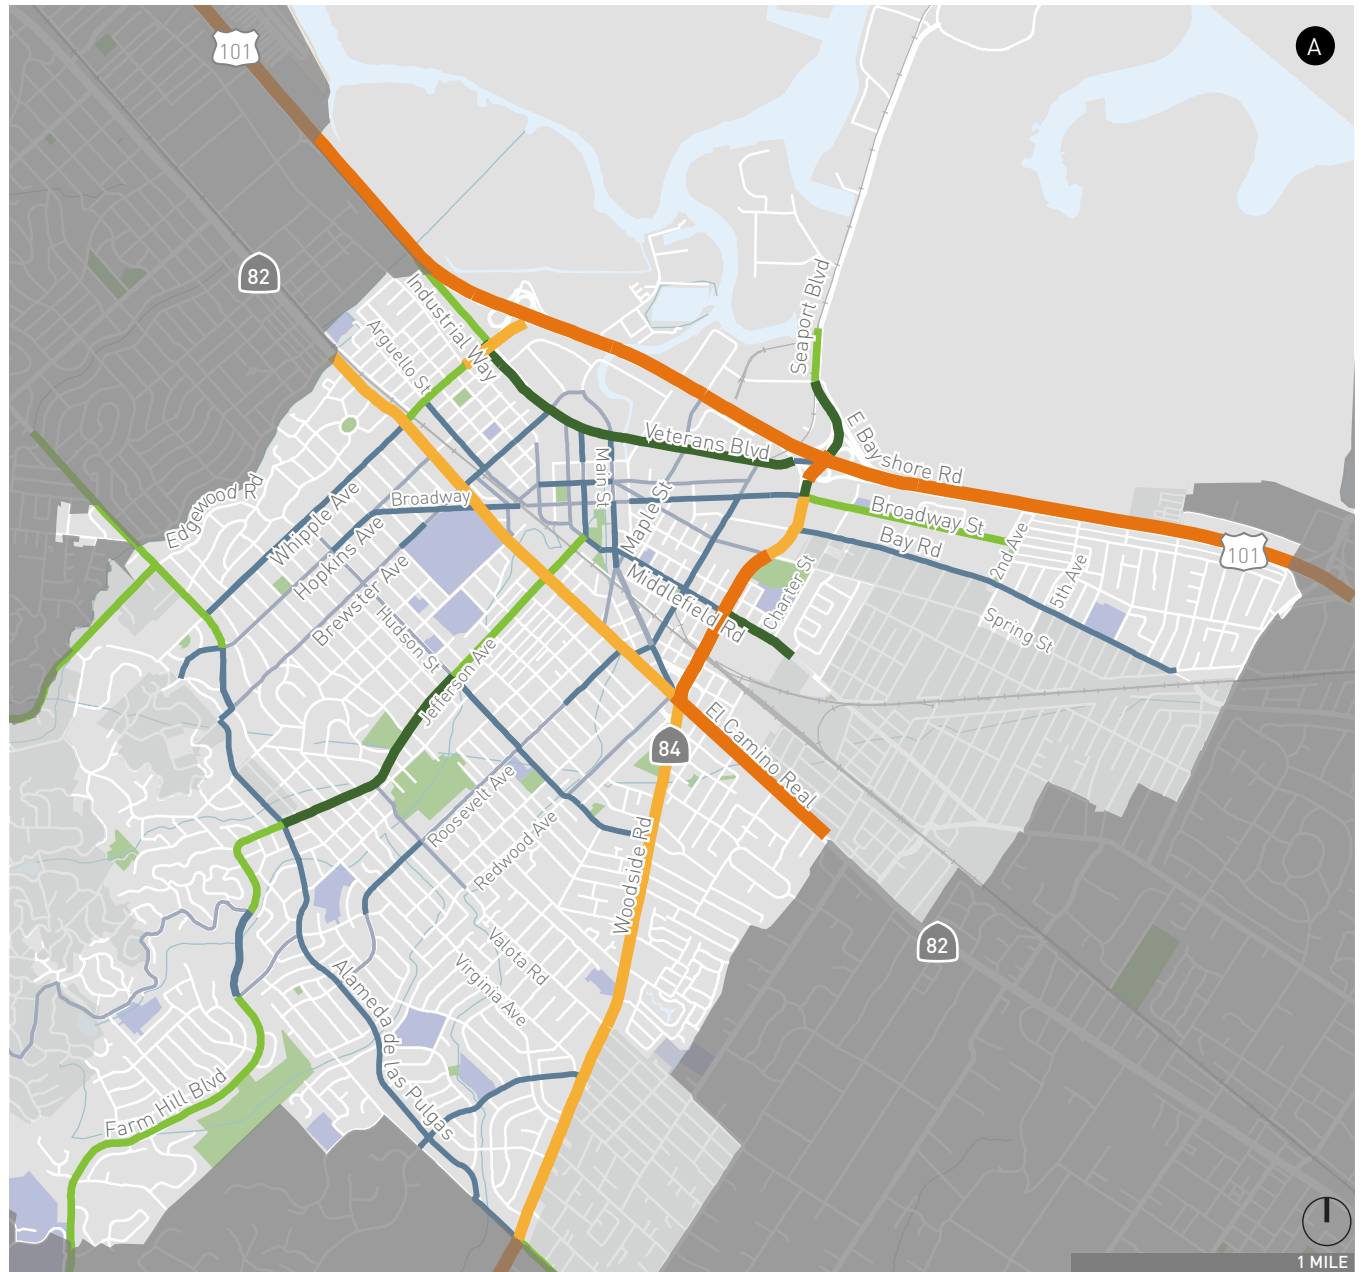 101
A
82
Industrial Way
Arguello St
Seaport Blvd
E Bayshore Rd
Veterans Blvd
Main St
Maple St
Broadway
Edgewood Rd
Whipple Ave
Hopkins Ave
Brewster Ave
Broadway St
Bay Rd
2nd Ave
5th Ave
101
Middlefield Rd
Charter St
Spring St
Hudson St
Jefferson Ave
El Camino Real
84
Roosevelt Ave
Redwood Ave
Woodside Rd
82
Valota Rd
Virginia Ave
Alameda de las Pulgas
Farm Hill Blvd
1 MILE